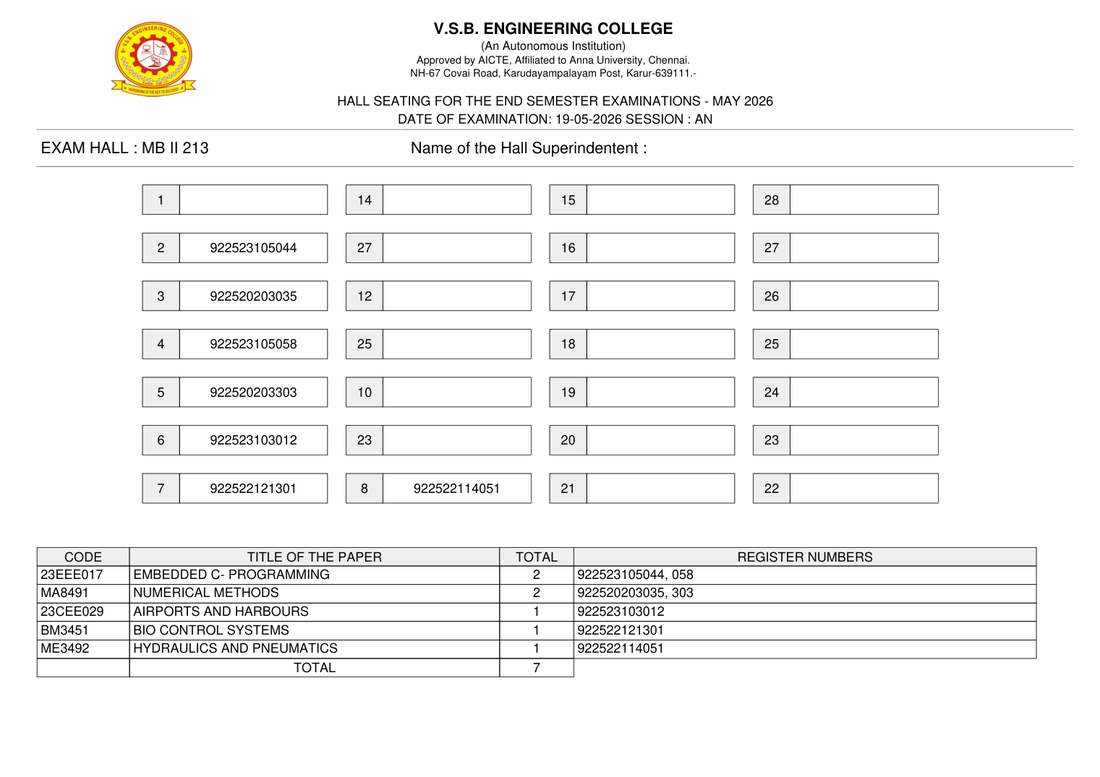 V.S.B. ENGINEERING COLLEGE
(An Autonomous Institution)
Approved by AICTE, Affiliated to Anna University, Chennai.
NH-67 Covai Road, Karudayampalayam Post, Karur-639111.-
HALL SEATING FOR THE END SEMESTER EXAMINATIONS - MAY 2026
DATE OF EXAMINATION: 19-05-2026 SESSION : AN
EXAM HALL : MB II 213 Name of the Hall Superindentent :
1 14 15 28
2 922523105044 27 16 27
3 922520203035 12 17 26
4 922523105058 25 18 25
5 922520203303 10 19 24
6 922523103012 23 20 23
7 922522121301 8 922522114051 21 22
CODE TITLE OF THE PAPER TOTAL REGISTER NUMBERS
23EEE017 EMBEDDED C- PROGRAMMING 2 922523105044, 058
MA8491 NUMERICAL METHODS 2 922520203035, 303
23CEE029 AIRPORTS AND HARBOURS 1 922523103012
BM3451 BIO CONTROL SYSTEMS 1 922522121301
ME3492 HYDRAULICS AND PNEUMATICS 1 922522114051
TOTAL 7